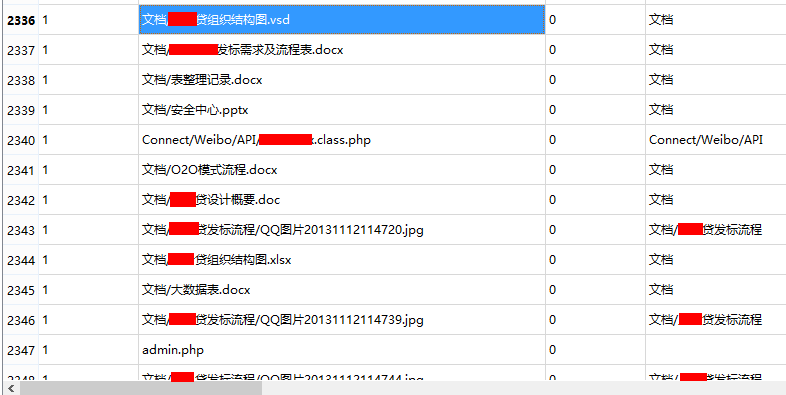 2336 1 文档/贷组织结构图.vsd 0 文档
2337 1 文档/发标需求及流程表.docx 0 文档
2338 1 文档/表整理记录.docx 0 文档
2339 1 文档/安全中心.pptx 0 文档
2340 1 Connect/Weibo/API/.class.php 0 Connect/Weibo/API
2341 1 文档/O2O模式流程.docx 0 文档
2342 1 文档/贷设计概要.doc 0 文档
2343 1 文档/贷发标流程/QQ图片20131112114720.jpg 0 文档/贷发标流程
2344 1 文档/贷组织结构图.xlsx 0 文档
2345 1 文档/大数据表.docx 0 文档
2346 1 文档/贷发标流程/QQ图片20131112114739.jpg 0 文档/贷发标流程
2347 1 admin.php 0
2348 1 文档/贷发标流程/QQ图片20131112114744.jpg 0 文档/贷发标流程